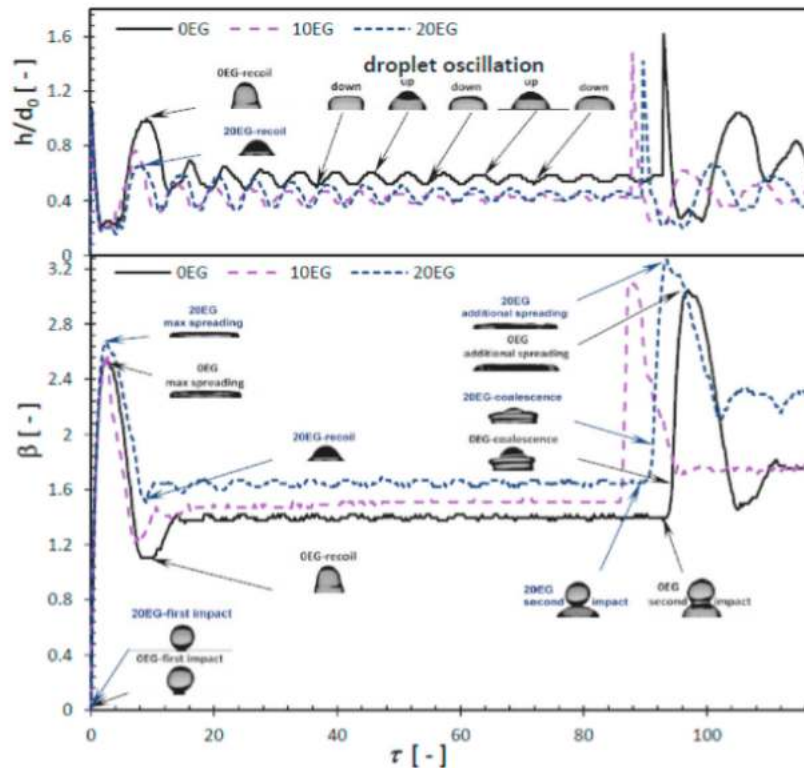 h/d₀ [ - ]
1.6
1.2
0.8
0.4
0
0EG 10EG 20EG
droplet oscillation
0EG-recoil
20EG-recoil
down up down up down
β [ - ]
3.2
2.8
2.4
2
1.6
1.2
0.8
0.4
0
0EG 10EG 20EG
20EG
max spreading
0EG
max spreading
20EG
additional spreading
0EG
additional spreading
20EG-recoil
20EG-coalescence
0EG-coalescence
0EG-recoil
20EG
second impact
0EG
second impact
20EG-first impact
0EG-first impact
0 20 40 60 80 100
τ [ - ]